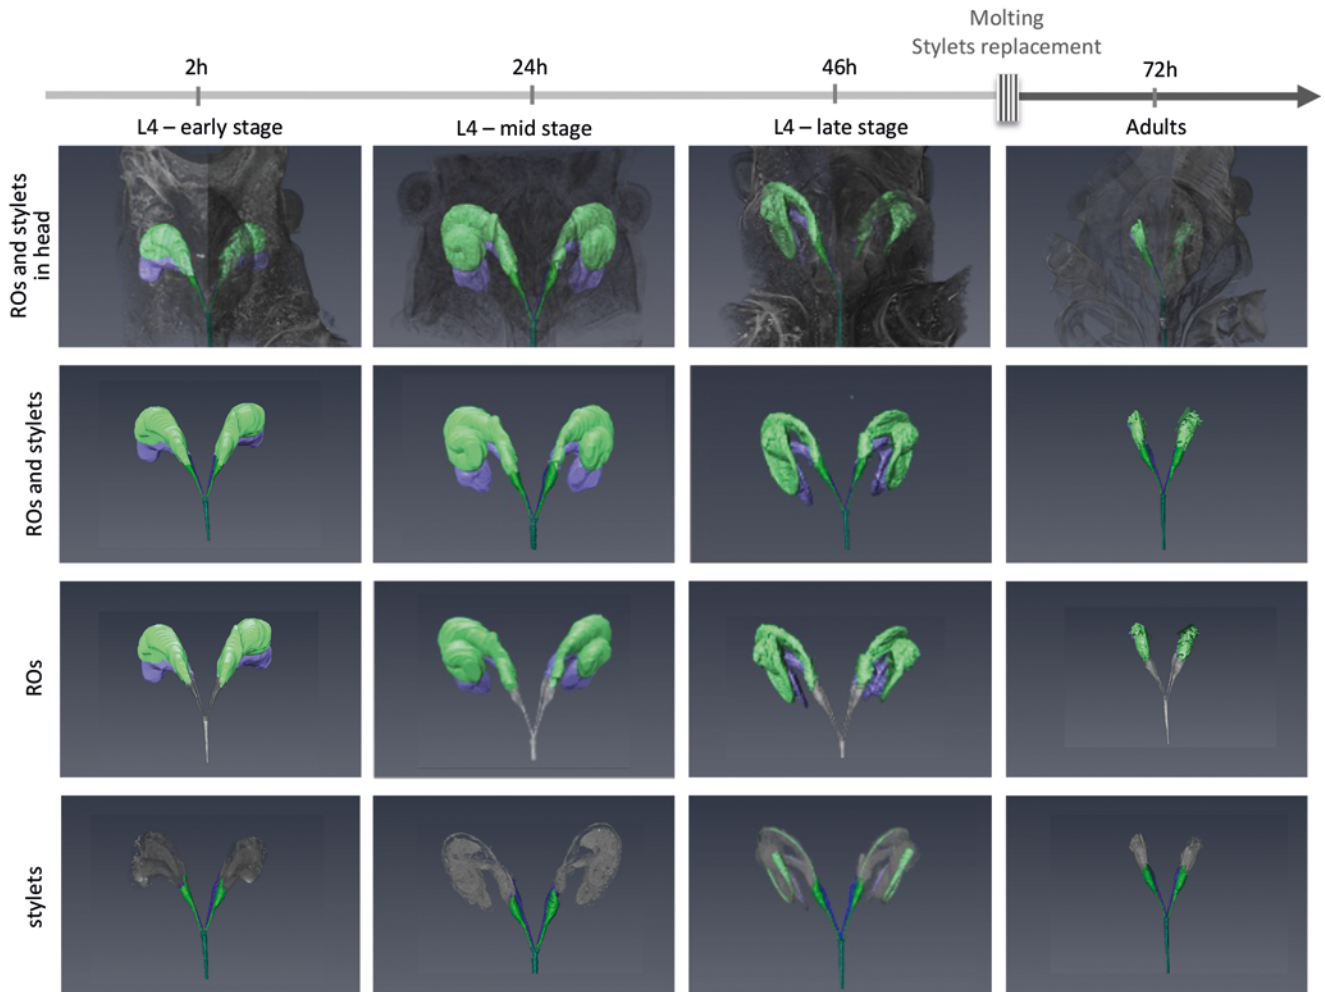 Molting
Stylets replacement
2h
24h
46h
72h
L4 – early stage
L4 – mid stage
L4 – late stage
Adults
ROs and stylets
in head
ROs and stylets
ROs
stylets